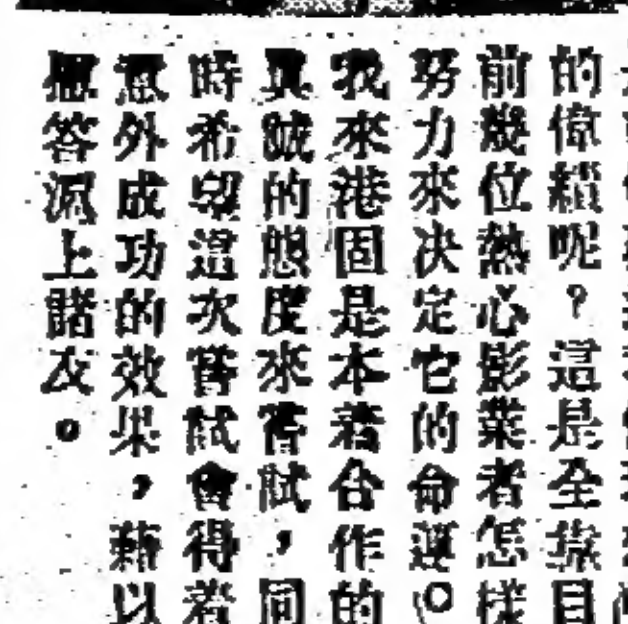 的偉績呢？這是全靠目
前幾位熱心影業者怎樣
努力來決定它的命運。
我來港固是本着合作的
真誠的態度來嘗試，同
時希望這次嘗試會得着
意外成功的效果，藉以
報答滬上諸友。